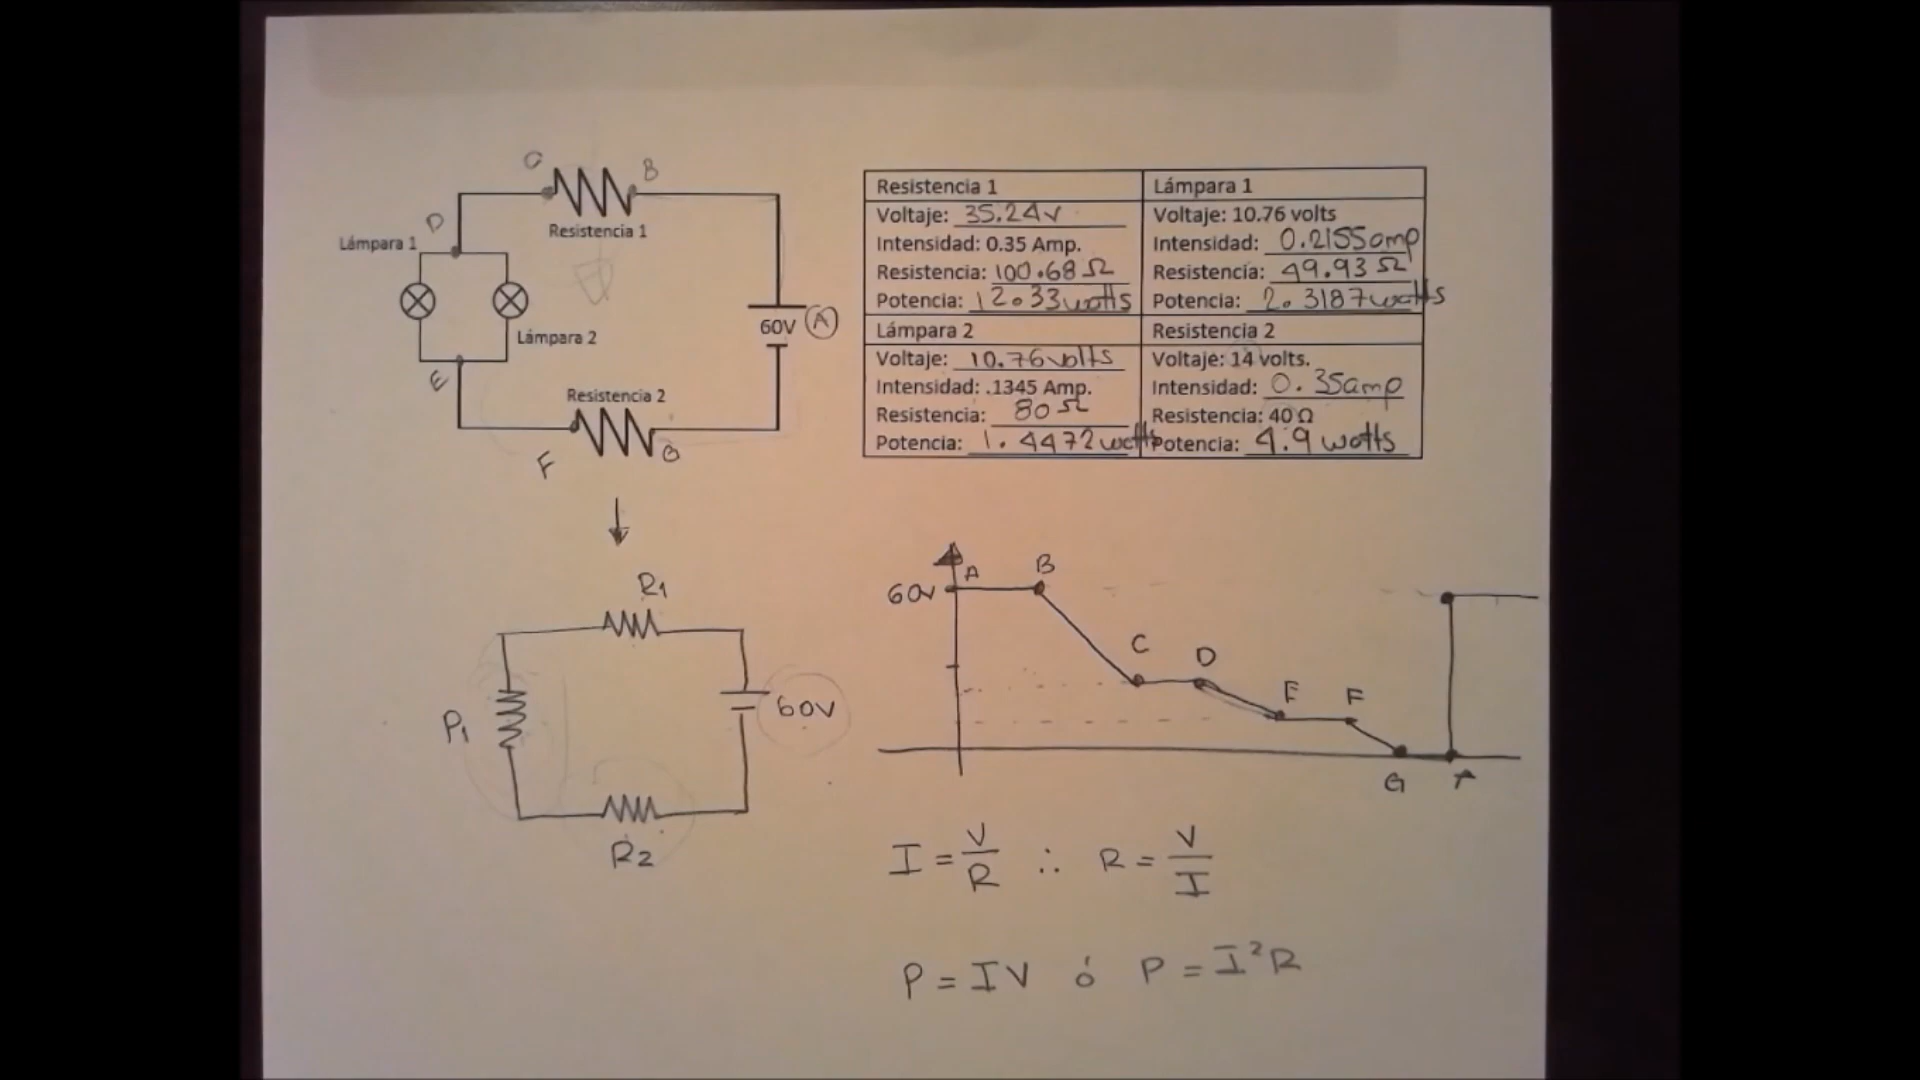 C
B
Resistencia 1
D
Lámpara 1
60V A
Lámpara 2
E
Resistencia 2
F
G
Resistencia 1
Voltaje: 35.24v
Intensidad: 0.35 Amp.
Resistencia: 100.68 Ω
Potencia: 12.33 watts
Lámpara 1
Voltaje: 10.76 volts
Intensidad: 0.2155 amp
Resistencia: 49.93 Ω
Potencia: 2.3187 watts
Lámpara 2
Voltaje: 10.76 volts
Intensidad: .1345 Amp.
Resistencia: 80 Ω
Potencia: 1.4472 watts
Resistencia 2
Voltaje: 14 volts.
Intensidad: 0.35 amp
Resistencia: 40 Ω
Potencia: 4.9 watts
R1
P1
60V
R2
60v
A
B
C
D
E
F
G
A
I = V/R ∴ R = V/I
P = IV ó P = I²R